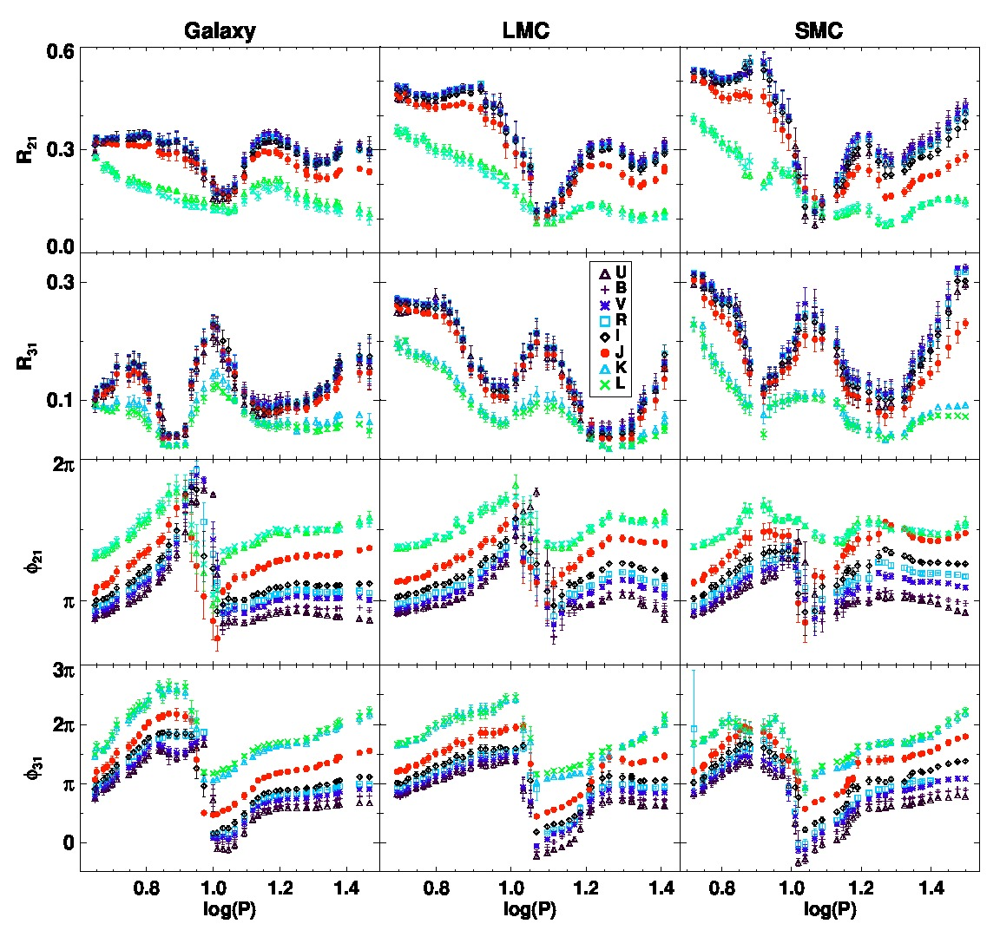 Galaxy LMC SMC
0.6
R21
0.3
0.0
0.3
R31
0.1
U
B
V
R
I
J
K
L
2π
ϕ21
π
3π
2π
ϕ31
π
0
0.8 1.0 1.2 1.4 0.8 1.0 1.2 1.4 0.8 1.0 1.2 1.4
log(P) log(P) log(P)